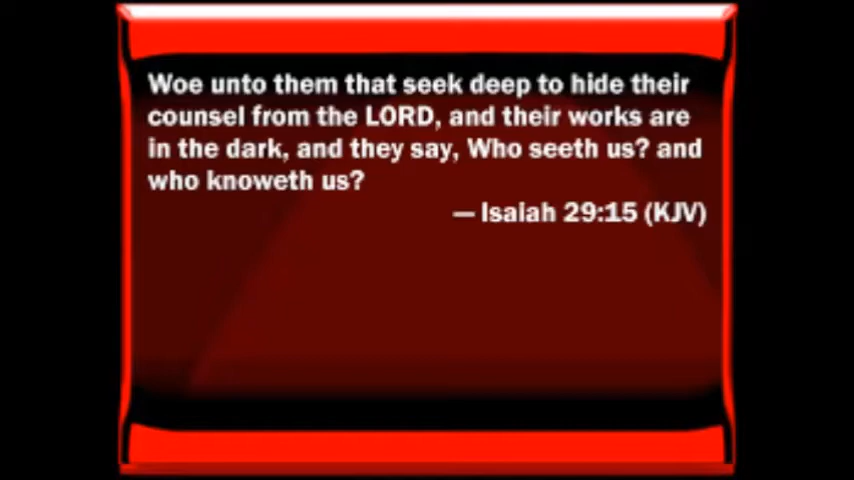 Woe unto them that seek deep to hide their
counsel from the LORD, and their works are
in the dark, and they say, Who seeth us? and
who knoweth us?
— Isaiah 29:15 (KJV)